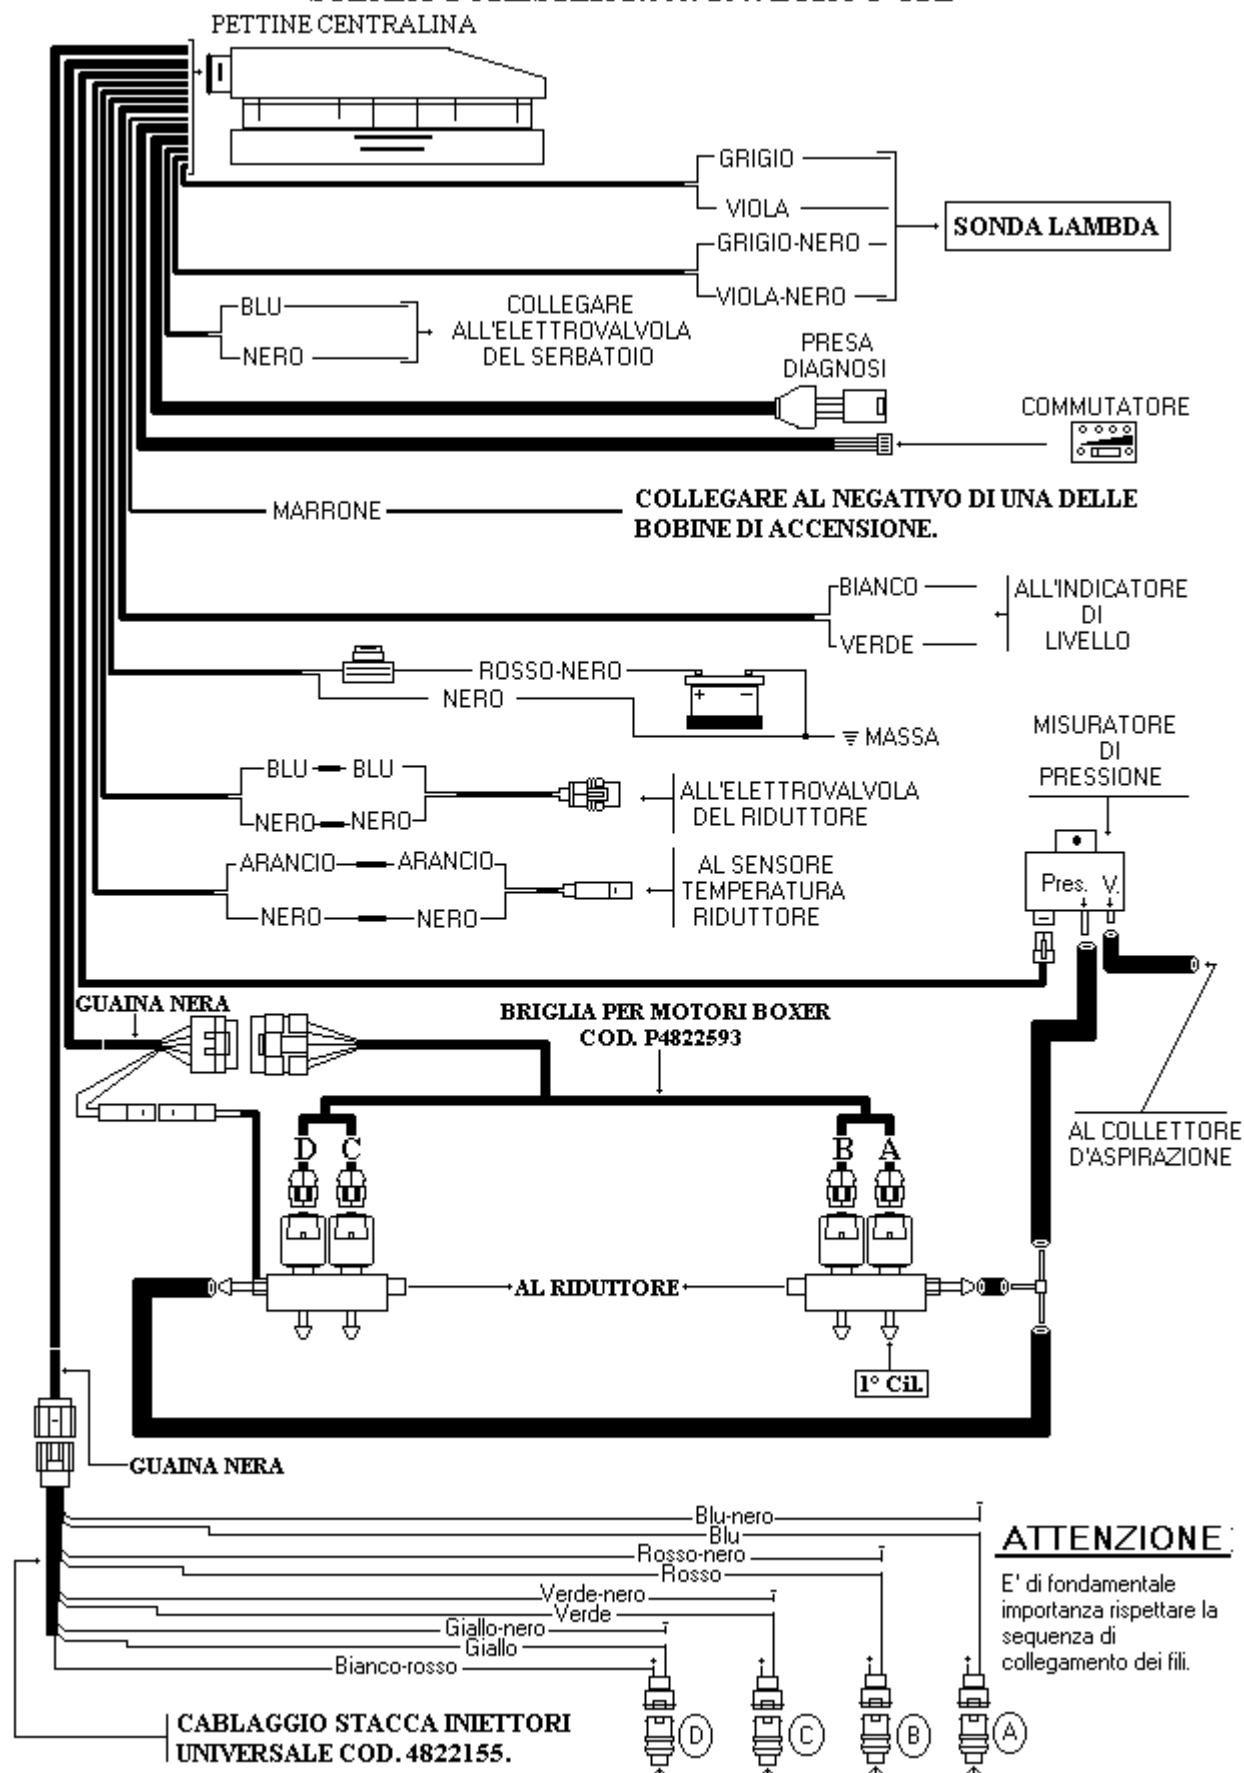 PETTINE CENTRALINA
GRIGIO
VIOLA
GRIGIO-NERO
VIOLA-NERO
SONDA LAMBDA
BLU
NERO
COLLEGARE
ALL'ELETTROVALVOLA
DEL SERBATOIO
PRESA
DIAGNOSI
COMMUTATORE
MARRONE
COLLEGARE AL NEGATIVO DI UNA DELLE
BOBINE DI ACCENSIONE.
BIANCO
VERDE
ALL'INDICATORE
DI
LIVELLO
ROSSO-NERO
NERO
+ −
MASSA
MISURATORE
DI
PRESSIONE
BLU BLU
NERO NERO
ALL'ELETTROVALVOLA
DEL RIDUTTORE
ARANCIO ARANCIO
NERO NERO
AL SENSORE
TEMPERATURA
RIDUTTORE
Pres. V.
GUAINA NERA
BRIGLIA PER MOTORI BOXER
COD. P4822593
AL COLLETTORE
D'ASPIRAZIONE
D C B A
AL RIDUTTORE
1° Cil.
GUAINA NERA
Blu-nero
Blu
Rosso-nero
Rosso
Verde-nero
Verde
Giallo-nero
Giallo
Bianco-rosso
ATTENZIONE:
E' di fondamentale
importanza rispettare la
sequenza di
collegamento dei fili.
CABLAGGIO STACCA INIETTORI
UNIVERSALE COD. 4822155.
D C B A